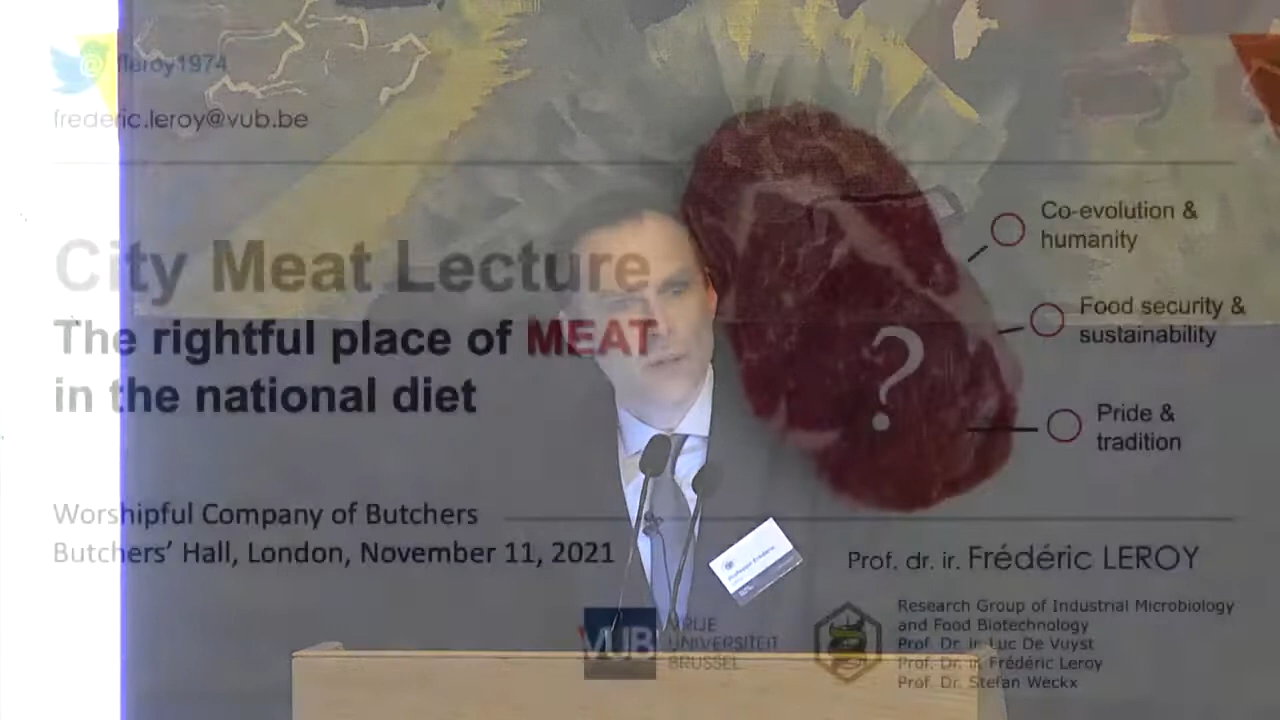 @fleroy1974
frederic.leroy@vub.be
City Meat Lecture
The rightful place of MEAT
in the national diet
Worshipful Company of Butchers
Butchers' Hall, London, November 11, 2021
?
Co-evolution &
humanity
Food security &
sustainability
Pride &
tradition
Prof. dr. ir. Frédéric LEROY
VUB
VRIJE
UNIVERSITEIT
BRUSSEL
Research Group of Industrial Microbiology
and Food Biotechnology
Prof. Dr. ir. Luc De Vuyst
Prof. Dr. ir. Frédéric Leroy
Prof. Dr. Stefan Weckx
Professor Frédéric